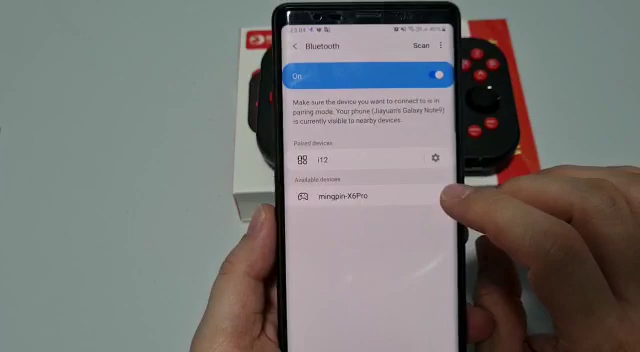 Bluetooth Scan
On
Make sure the device you want to connect to is in
pairing mode. Your phone (Jiayuan's Galaxy Note9)
is currently visible to nearby devices.
Paired devices
i12
Available devices
mingpin-X6Pro